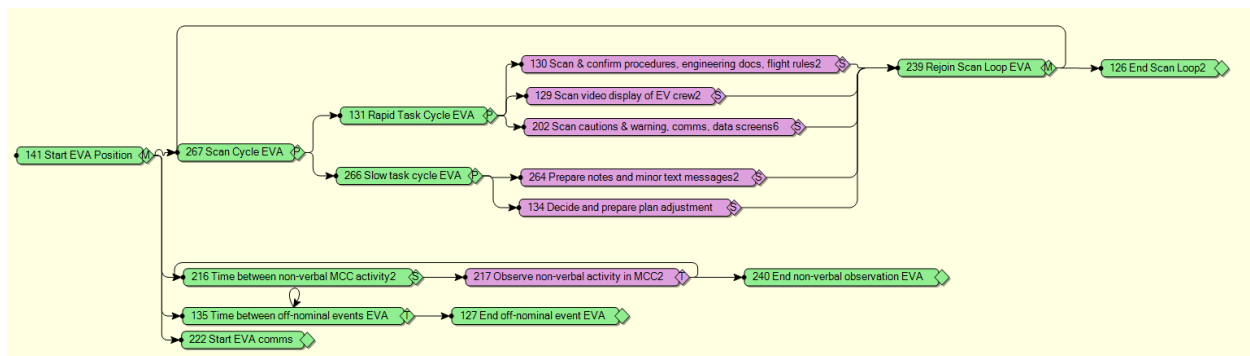 130 Scan & confirm procedures, engineering docs, flight rules2 S
239 Rejoin Scan Loop EVA M
126 End Scan Loop2
129 Scan video display of EV crew2 S
131 Rapid Task Cycle EVA P
202 Scan cautions & warning, comms, data screens6 S
141 Start EVA Position M
267 Scan Cycle EVA P
266 Slow task cycle EVA P
264 Prepare notes and minor text messages2 S
134 Decide and prepare plan adjustment S
216 Time between non-verbal MCC activity2 S
217 Observe non-verbal activity in MCC2 T
240 End non-verbal observation EVA
135 Time between off-nominal events EVA T
127 End off-nominal event EVA
222 Start EVA comms